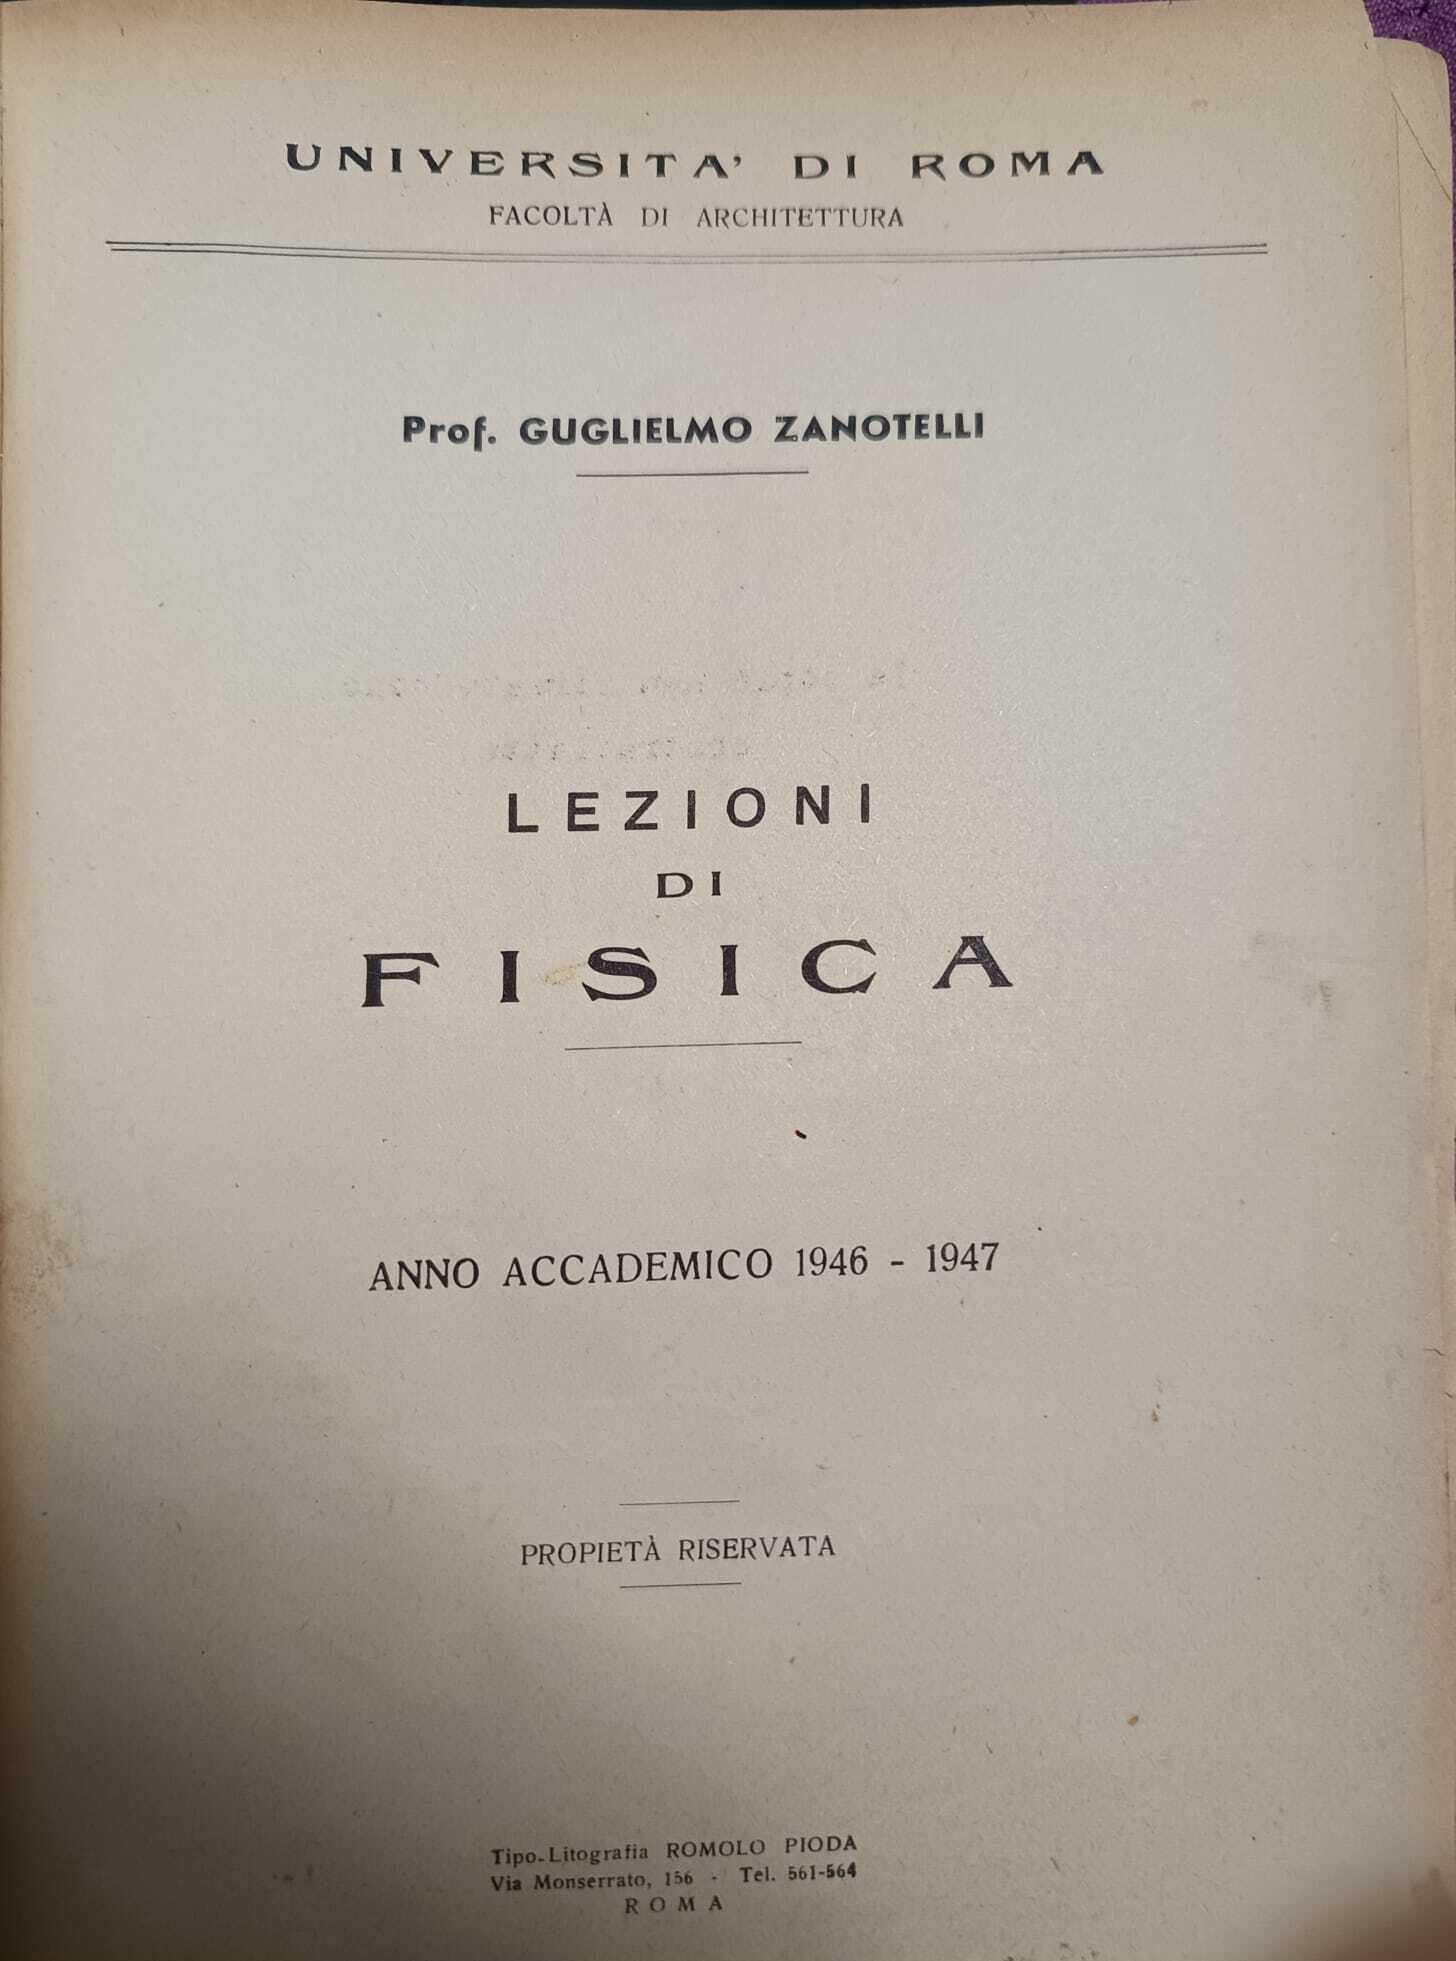 UNIVERSITA' DI ROMA
FACOLTÀ DI ARCHITETTURA
Prof. GUGLIELMO ZANOTELLI
LEZIONI
DI
FISICA
ANNO ACCADEMICO 1946 - 1947
PROPIETÀ RISERVATA
Tipo-Litografia ROMOLO PIODA
Via Monserrato, 156 - Tel. 561-564
ROMA